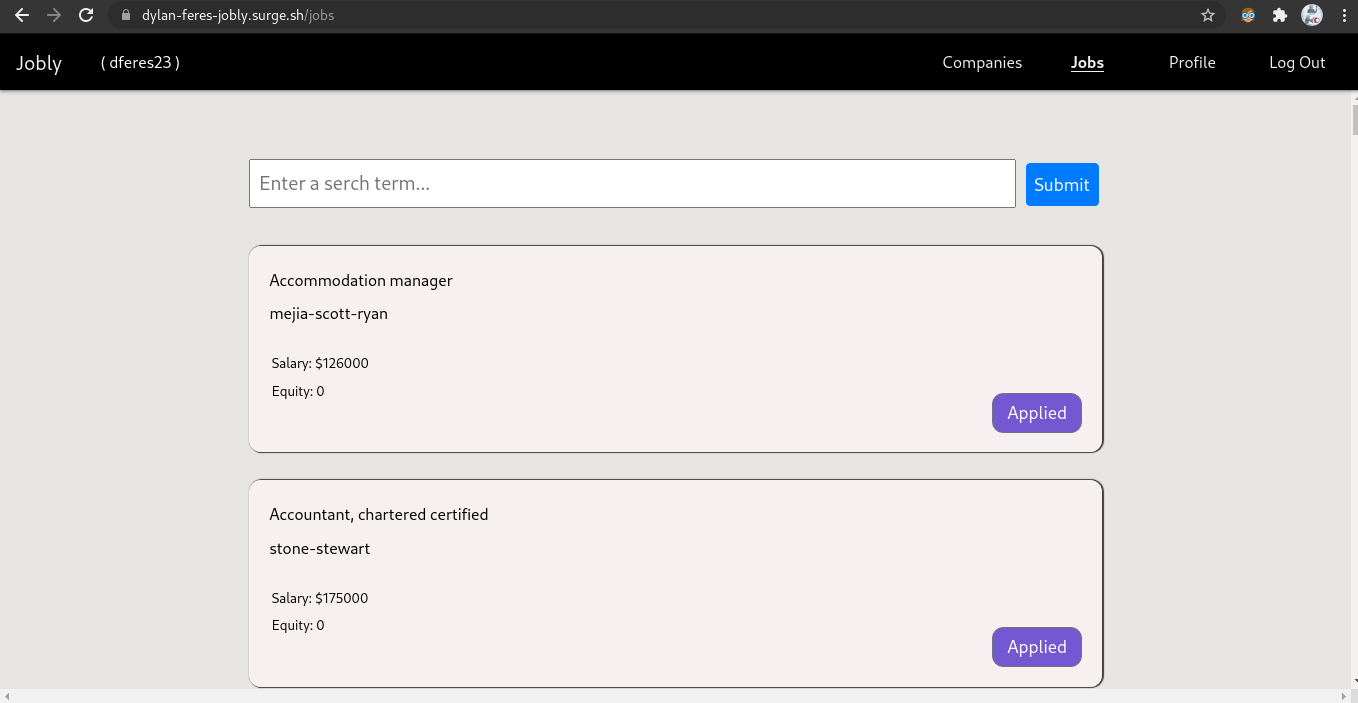 dylan-feres-jobly.surge.sh/jobs
Jobly ( dferes23 ) Companies Jobs Profile Log Out
Enter a serch term... Submit
Accommodation manager
mejia-scott-ryan
Salary: $126000
Equity: 0
Applied
Accountant, chartered certified
stone-stewart
Salary: $175000
Equity: 0
Applied